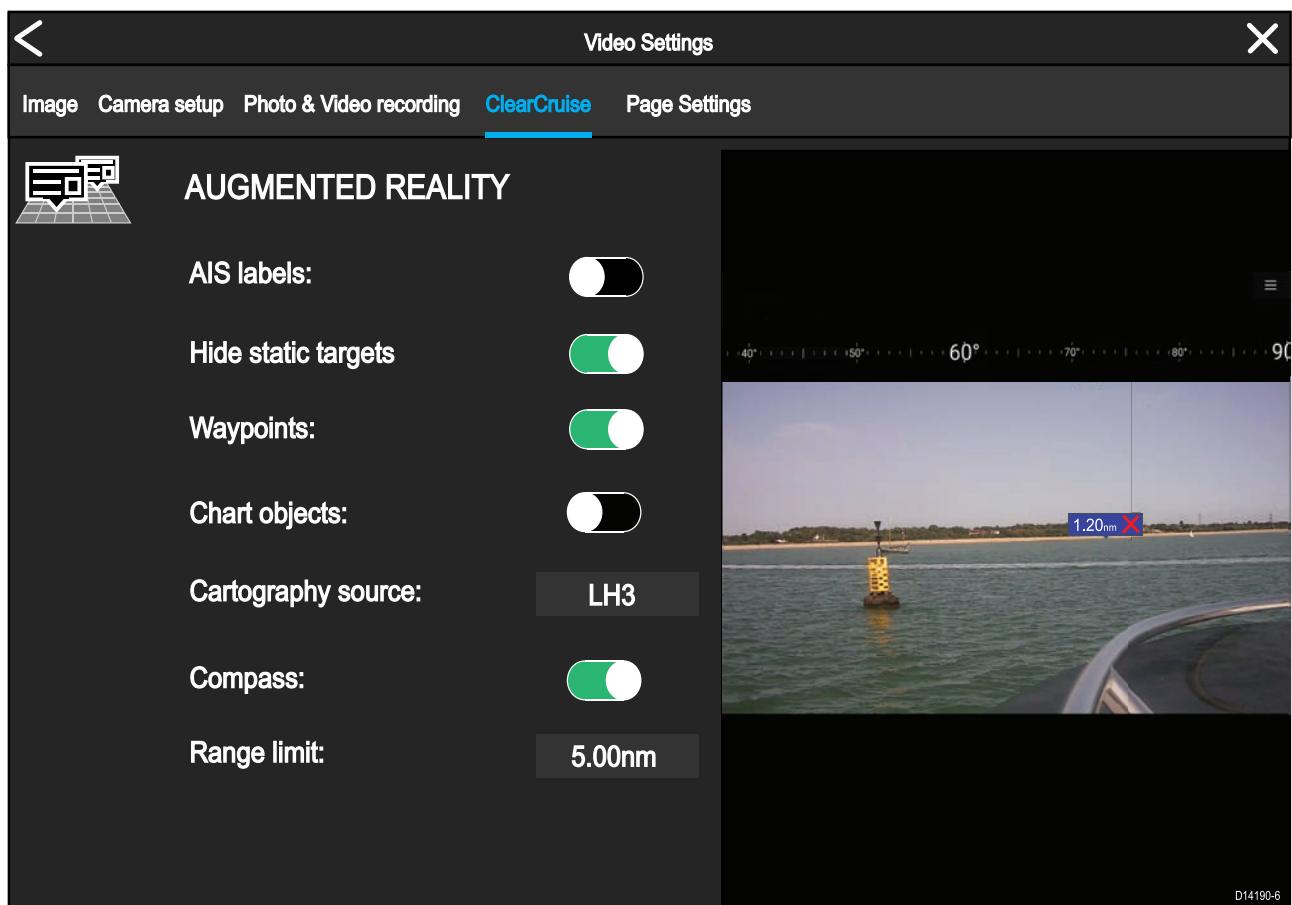 Video Settings
Image Camera setup Photo & Video recording ClearCruise Page Settings
AUGMENTED REALITY
AIS labels:
Hide static targets
Waypoints:
Chart objects:
Cartography source: LH3
Compass:
Range limit: 5.00nm
40° 50° 60° 70° 80° 90
1.20nm
D14190-6